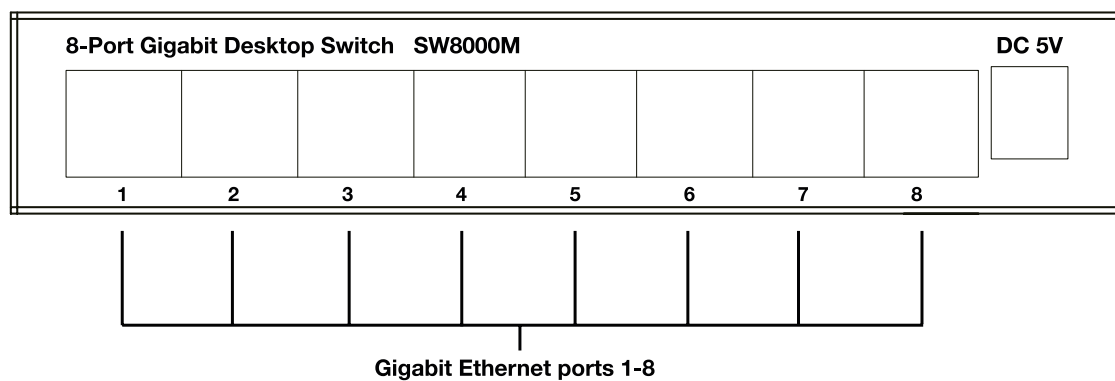 8-Port Gigabit Desktop Switch SW8000M
DC 5V
1 2 3 4 5 6 7 8
Gigabit Ethernet ports 1-8